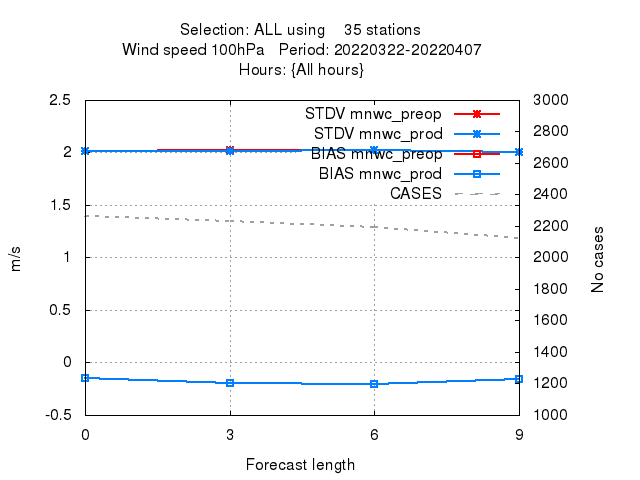 Selection: ALL using    35 stations
Wind speed 100hPa   Period: 20220322-20220407
Hours: {All hours}
STDV mnwc_preop
STDV mnwc_prod
BIAS mnwc_preop
BIAS mnwc_prod
CASES
2.5
2
1.5
1
0.5
0
-0.5
m/s
3000
2800
2600
2400
2200
2000
1800
1600
1400
1200
1000
No cases
0 3 6 9
Forecast length